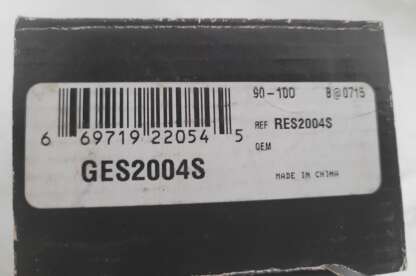 90-100 B@0715
REF RES2004S
OEM
6 69719 22054 5
GES2004S
MADE IN CHINA